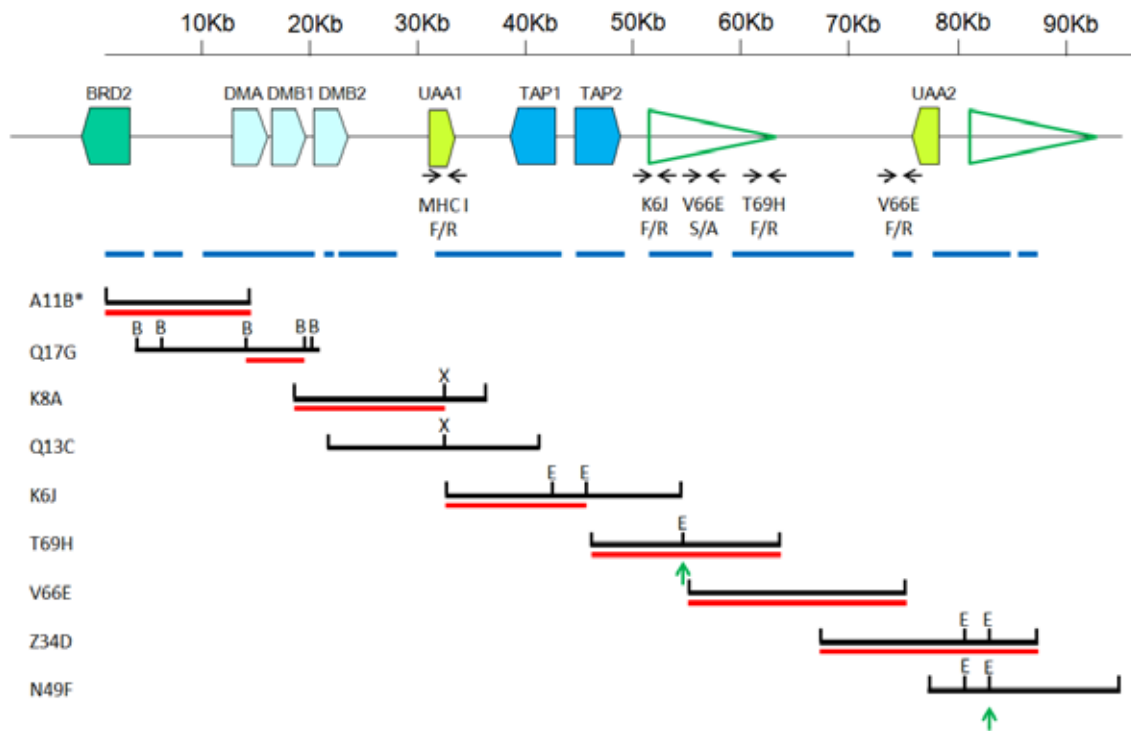 10Kb 20Kb 30Kb 40Kb 50Kb 60Kb 70Kb 80Kb 90Kb
BRD2 DMA DMB1 DMB2 UAA1 TAP1 TAP2 UAA2
MHC I K6J V66E T69H V66E
F/R F/R S/A F/R F/R
A11B*
B B B B B
Q17G
X
K8A
X
Q13C
E E
K6J
E
T69H
V66E
E E
Z34D
E E
N49F